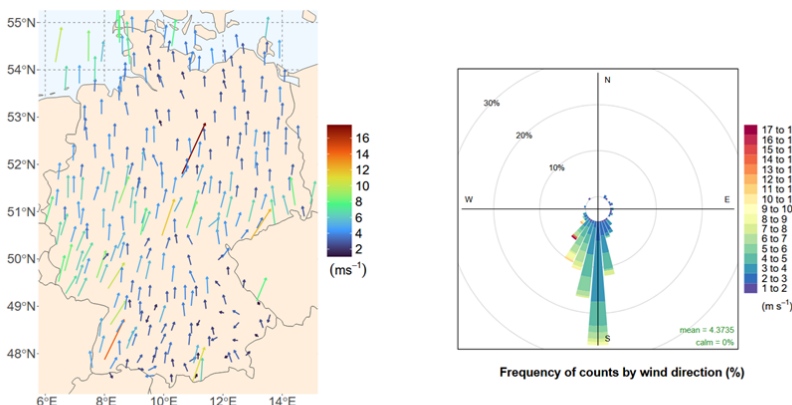 55°N
54°N
53°N
52°N
51°N
50°N
49°N
48°N
6°E 8°E 10°E 12°E 14°E
16
14
12
10
8
6
4
2
(ms⁻¹)
N
30%
20%
10%
W
E
S
mean = 4.3735
calm = 0%
Frequency of counts by wind direction (%)
17 to 1
16 to 1
15 to 1
14 to 1
13 to 1
12 to 1
11 to 1
10 to 1
9 to 10
8 to 9
7 to 8
6 to 7
5 to 6
4 to 5
3 to 4
2 to 3
1 to 2
(m s⁻¹)